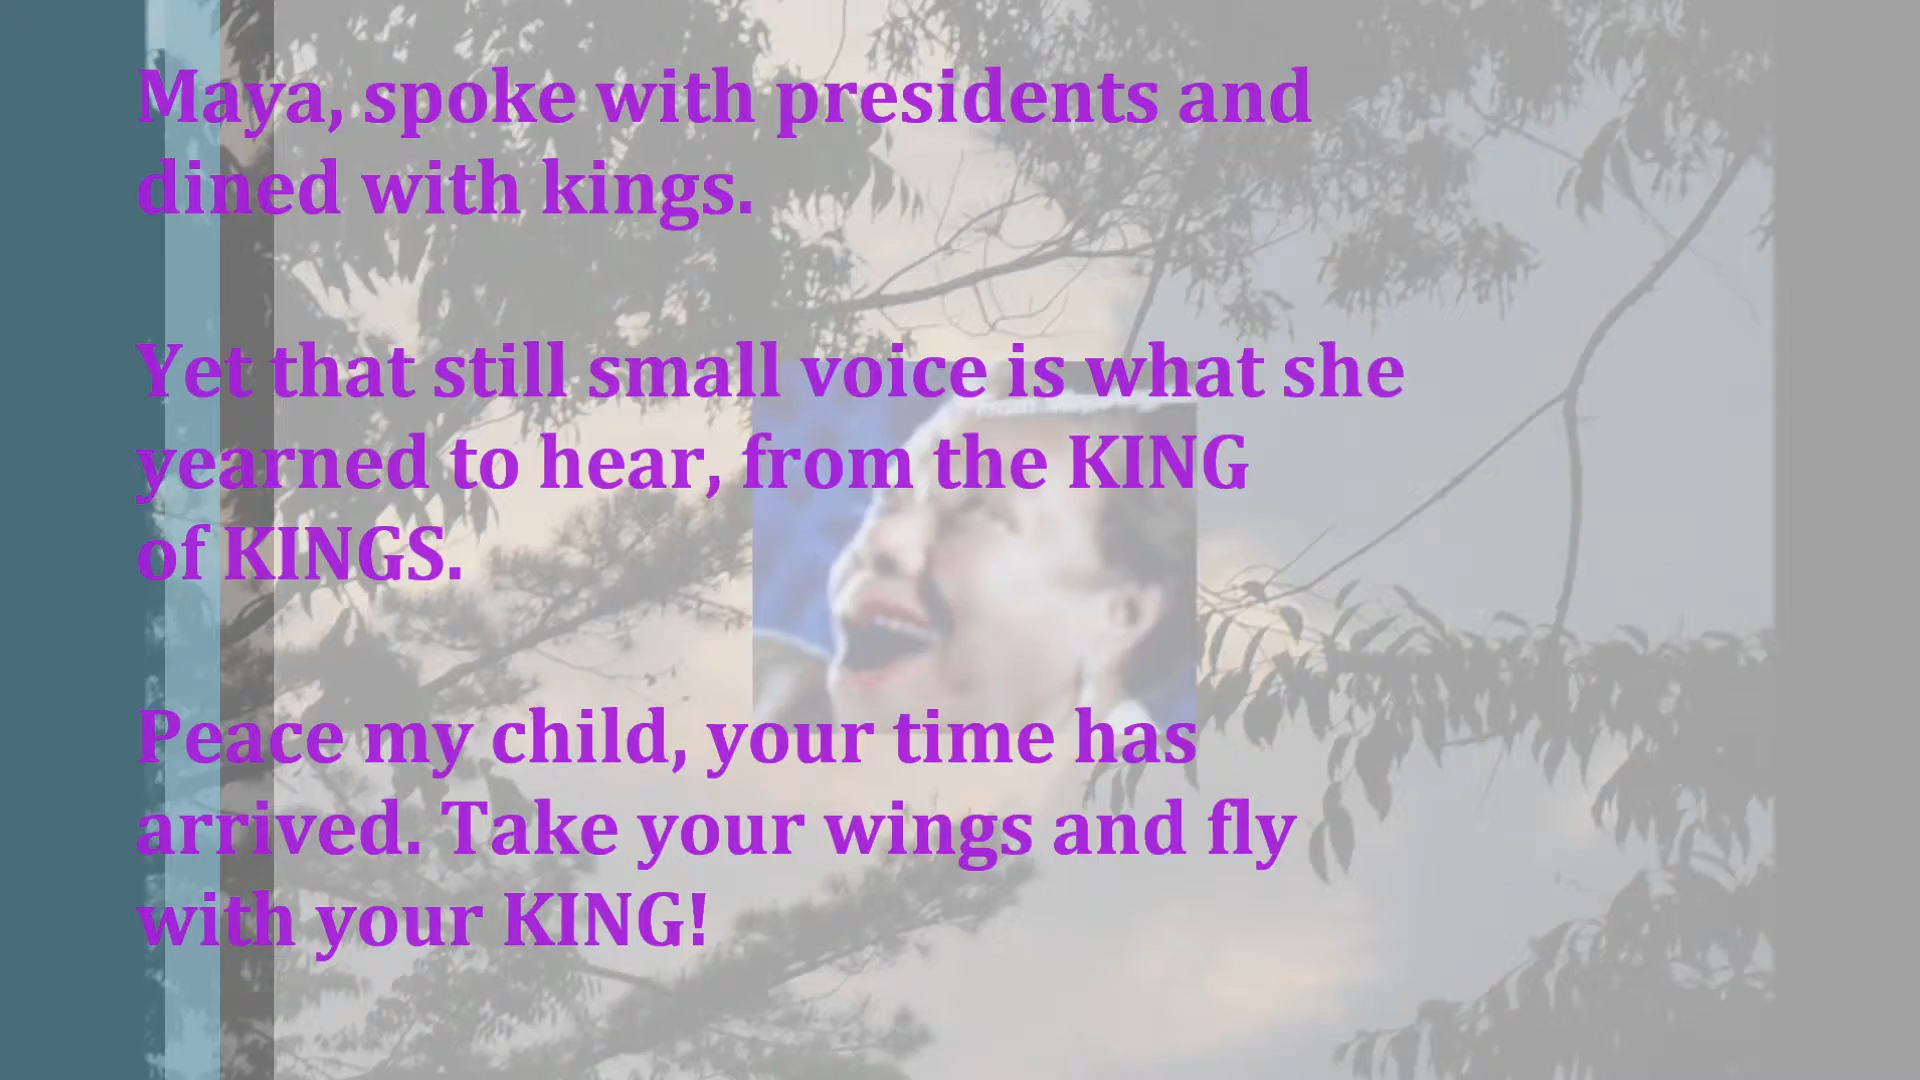 Maya, spoke with presidents and
dined with kings.
Yet that still small voice is what she
yearned to hear, from the KING
of KINGS.
Peace my child, your time has
arrived. Take your wings and fly
with your KING!